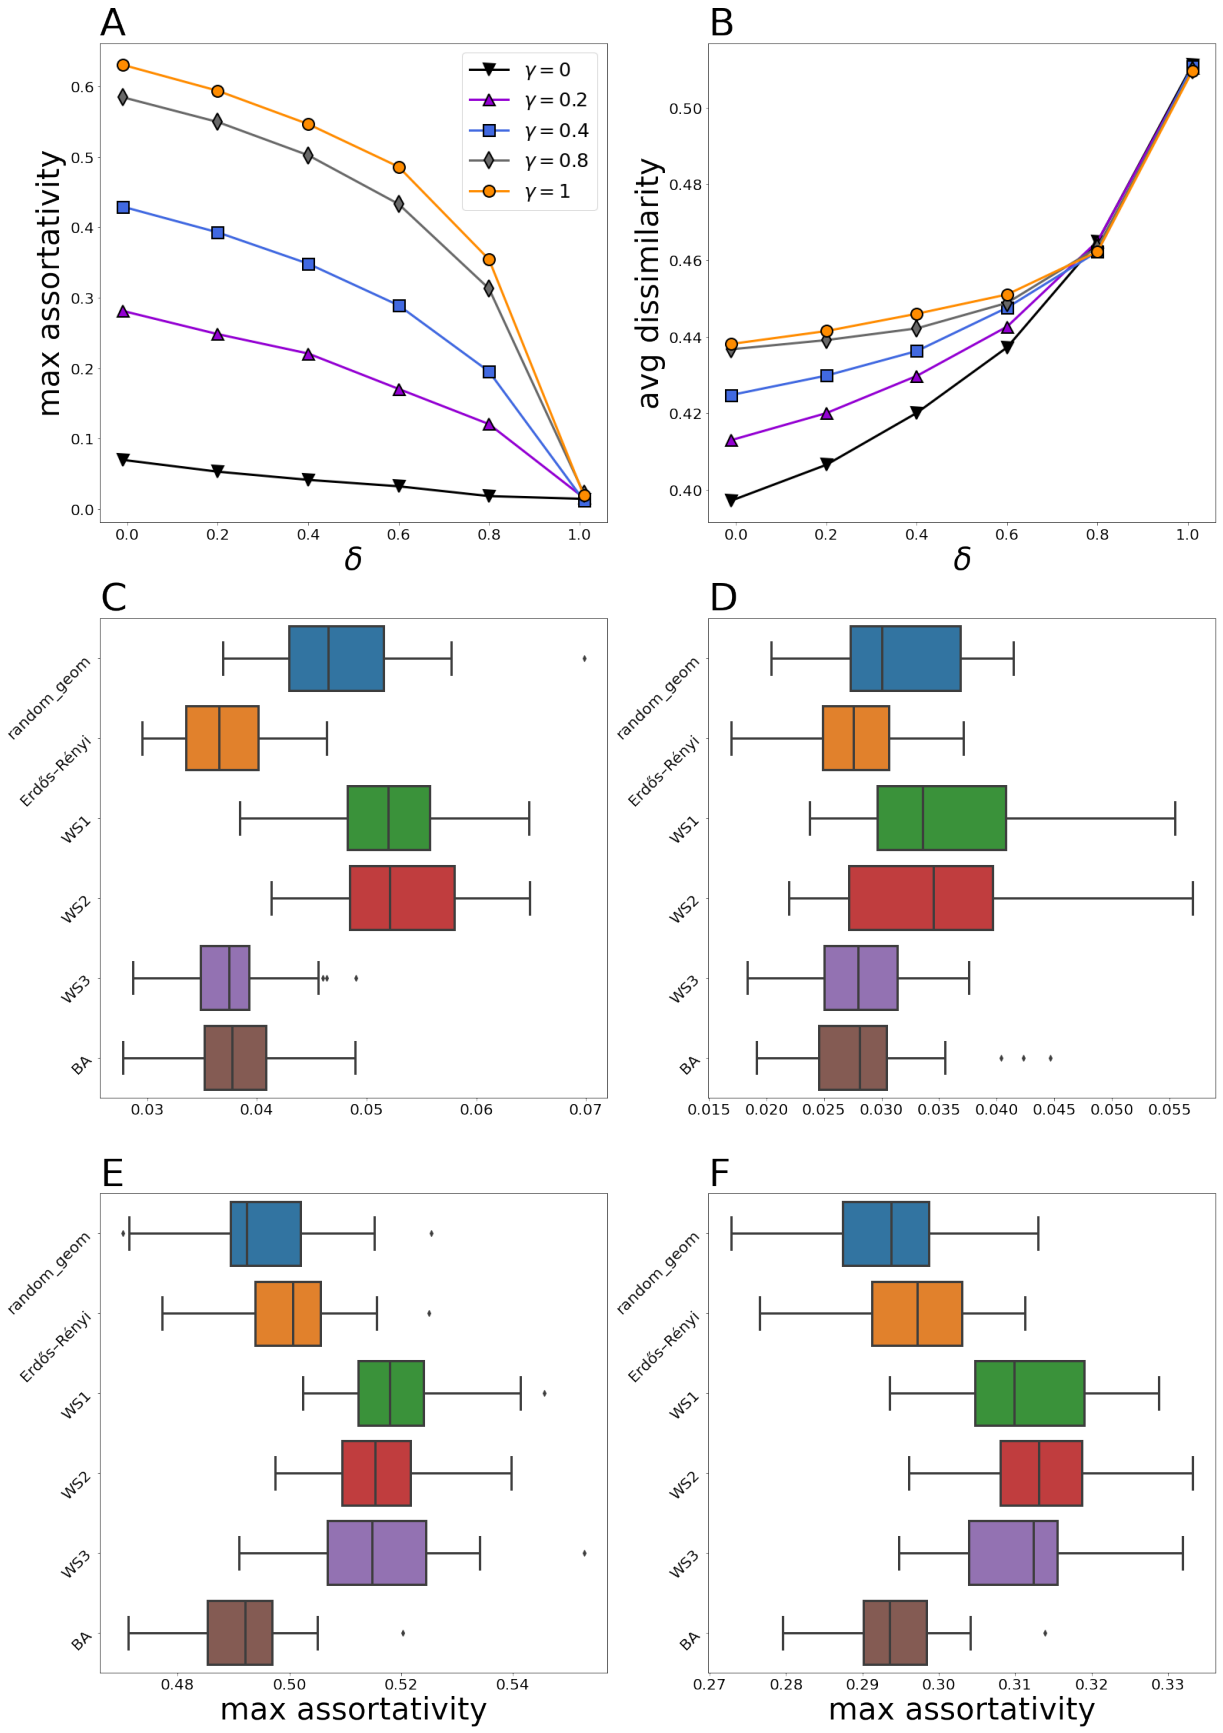 A
max assortativity
0.6
0.5
0.4
0.3
0.2
0.1
0.0
γ = 0
γ = 0.2
γ = 0.4
γ = 0.8
γ = 1
0.0 0.2 0.4 0.6 0.8 1.0
δ
B
avg dissimilarity
0.50
0.48
0.46
0.44
0.42
0.40
0.0 0.2 0.4 0.6 0.8 1.0
δ
C
random_geom
Erdős–Rényi
WS1
WS2
WS3
BA
0.03 0.04 0.05 0.06 0.07
D
random_geom
Erdős–Rényi
WS1
WS2
WS3
BA
0.015 0.020 0.025 0.030 0.035 0.040 0.045 0.050 0.055
E
random_geom
Erdős–Rényi
WS1
WS2
WS3
BA
0.48 0.50 0.52 0.54
max assortativity
F
random_geom
Erdős–Rényi
WS1
WS2
WS3
BA
0.27 0.28 0.29 0.30 0.31 0.32 0.33
max assortativity